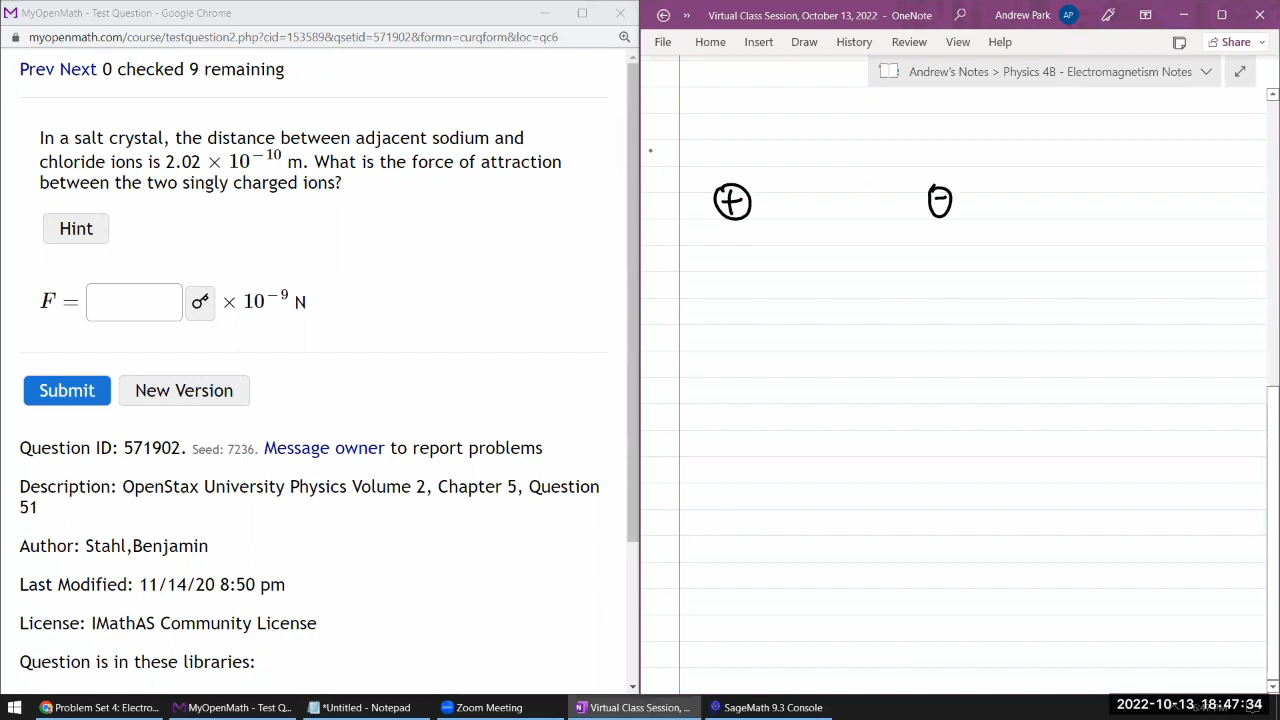 MyOpenMath - Test Question - Google Chrome
myopenmath.com/course/testquestion2.php?cid=153589&qsetid=571902&formn=curqform&loc=qc6
Prev Next 0 checked 9 remaining
In a salt crystal, the distance between adjacent sodium and
chloride ions is 2.02 × 10⁻¹⁰ m. What is the force of attraction
between the two singly charged ions?
Hint
F = × 10⁻⁹ N
Submit New Version
Question ID: 571902. Seed: 7236. Message owner to report problems
Description: OpenStax University Physics Volume 2, Chapter 5, Question
51
Author: Stahl,Benjamin
Last Modified: 11/14/20 8:50 pm
License: IMathAS Community License
Question is in these libraries:
Virtual Class Session, October 13, 2022 - OneNote
Andrew Park AP
File Home Insert Draw History Review View Help Share
Andrew's Notes > Physics 4B - Electromagnetism Notes
+ -
Problem Set 4: Electro... MyOpenMath - Test Q... *Untitled - Notepad Zoom Meeting Virtual Class Session, ... SageMath 9.3 Console
2022-10-13 18:47:34